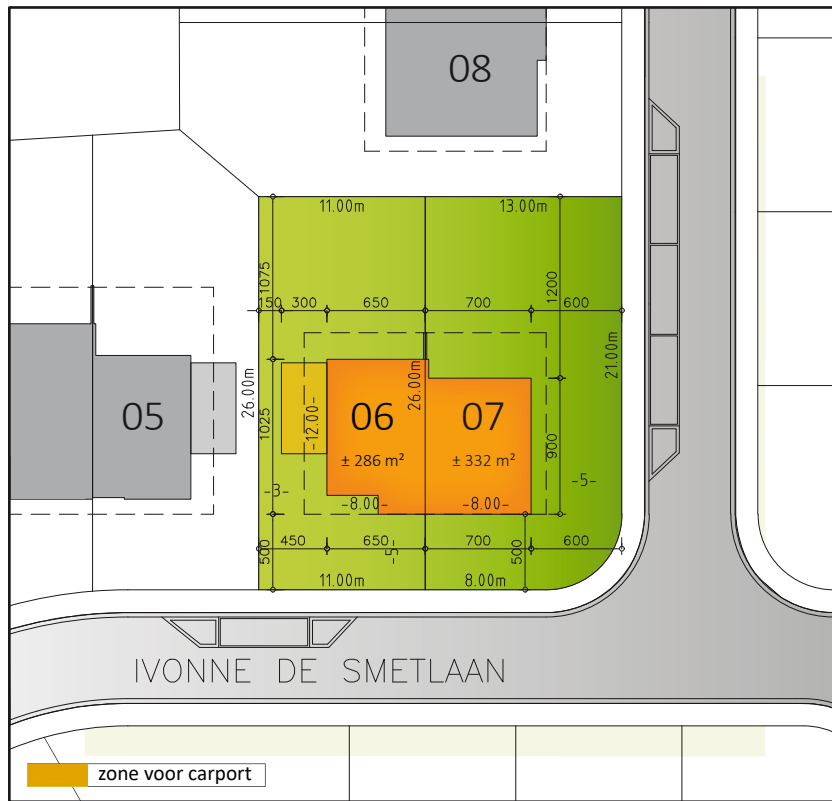 08
11.00m 13.00m
1075
1200
150 300 650 700 600
21.00m
26.00m
26.00m
05
06 07
1025
-12.00-
± 286 m² ± 332 m²
900
-5-
-3-
-8.00- -8.00-
500
450 650 700 600
-5-
500
11.00m 8.00m
IVONNE DE SMETLAAN
zone voor carport